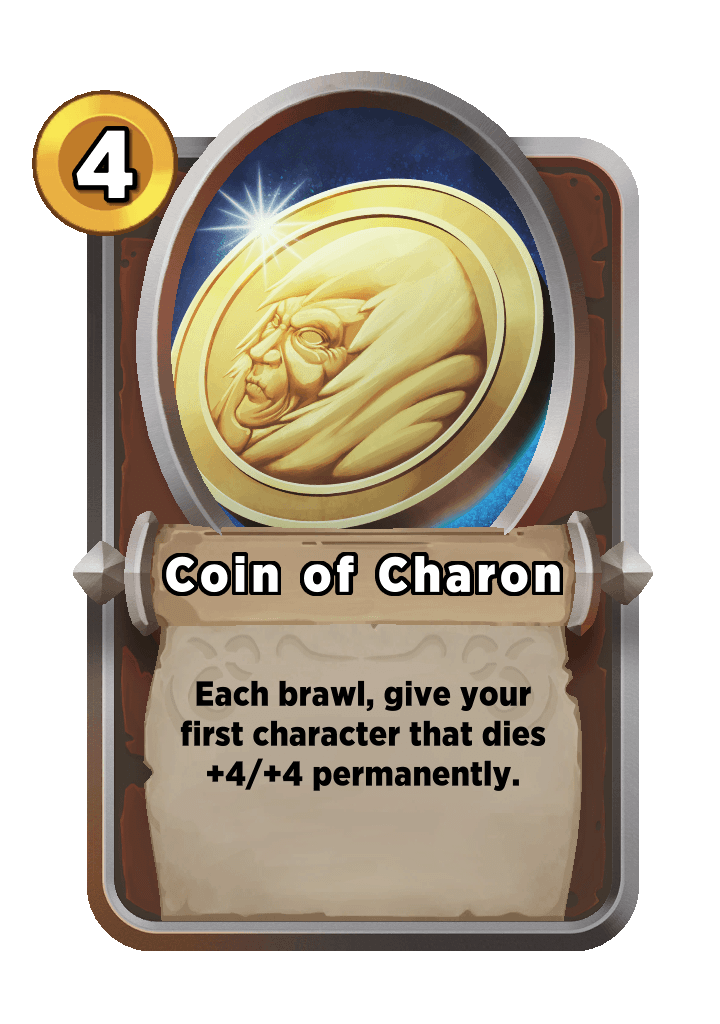 4
Coin of Charon
Each brawl, give your
first character that dies
+4/+4 permanently.